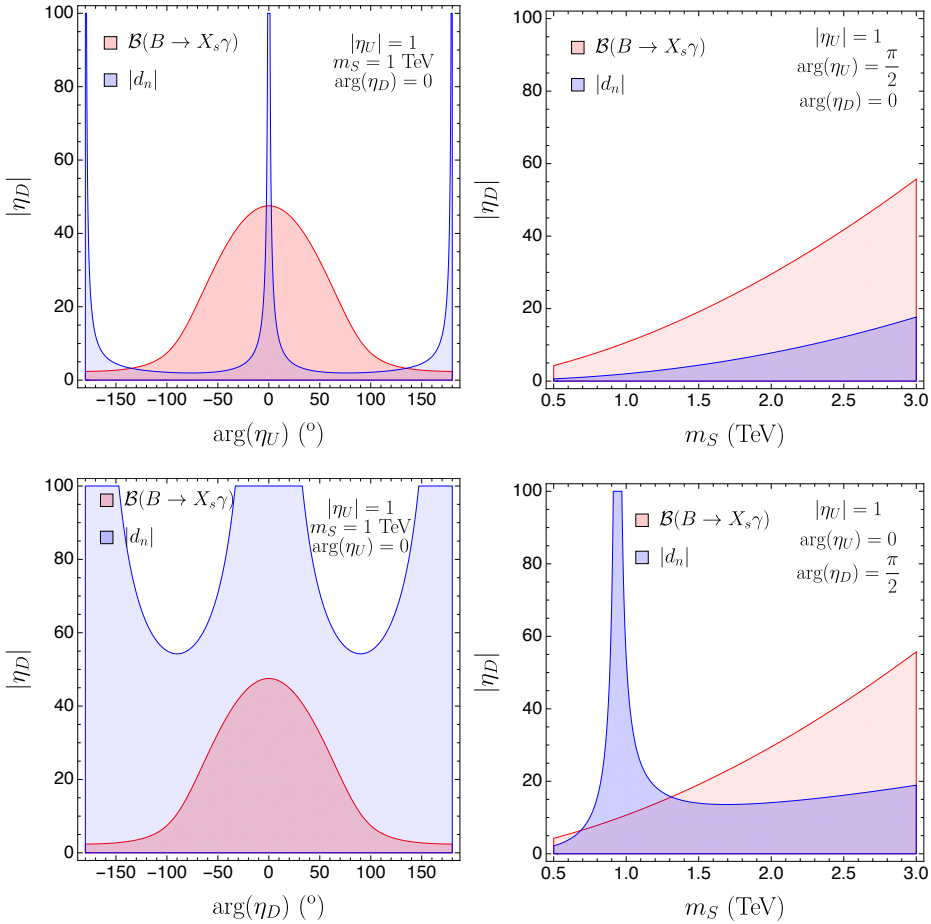 100
80
60
40
20
0
|η_D|
B(B → X_sγ)
|d_n|
|η_U| = 1
m_S = 1 TeV
arg(η_D) = 0
−150 −100 −50 0 50 100 150
arg(η_U) (°)
100
80
60
40
20
0
|η_D|
B(B → X_sγ)
|d_n|
|η_U| = 1
arg(η_U) = π/2
arg(η_D) = 0
0.5 1.0 1.5 2.0 2.5 3.0
m_S (TeV)
100
80
60
40
20
0
|η_D|
B(B → X_sγ)
|d_n|
|η_U| = 1
m_S = 1 TeV
arg(η_U) = 0
−150 −100 −50 0 50 100 150
arg(η_D) (°)
100
80
60
40
20
0
|η_D|
B(B → X_sγ)
|d_n|
|η_U| = 1
arg(η_U) = 0
arg(η_D) = π/2
0.5 1.0 1.5 2.0 2.5 3.0
m_S (TeV)